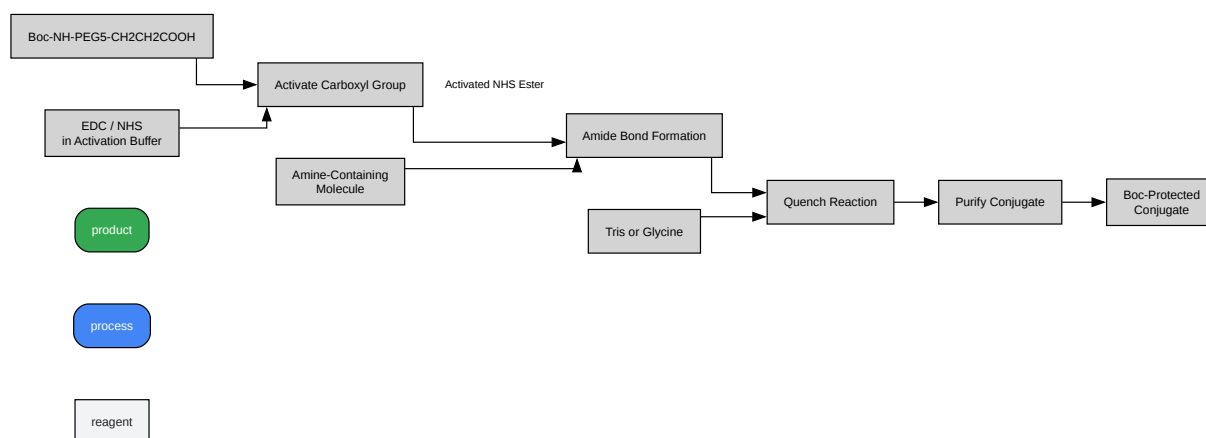 Boc-NH-PEG5-CH2CH2COOH
Activate Carboxyl Group
Activated NHS Ester
EDC / NHS
in Activation Buffer
Amide Bond Formation
Amine-Containing
Molecule
Quench Reaction
Purify Conjugate
Boc-Protected
Conjugate
Tris or Glycine
product
process
reagent